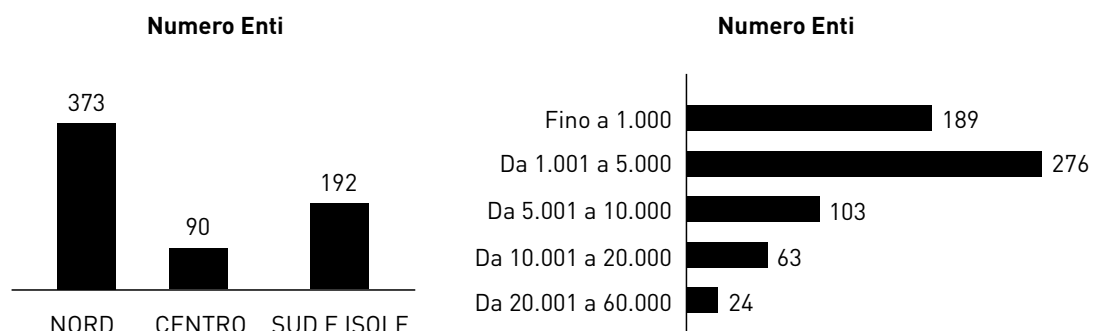 Numero Enti
373
90
192
NORD CENTRO SUD E ISOLE
Numero Enti
Fino a 1.000 189
Da 1.001 a 5.000 276
Da 5.001 a 10.000 103
Da 10.001 a 20.000 63
Da 20.001 a 60.000 24